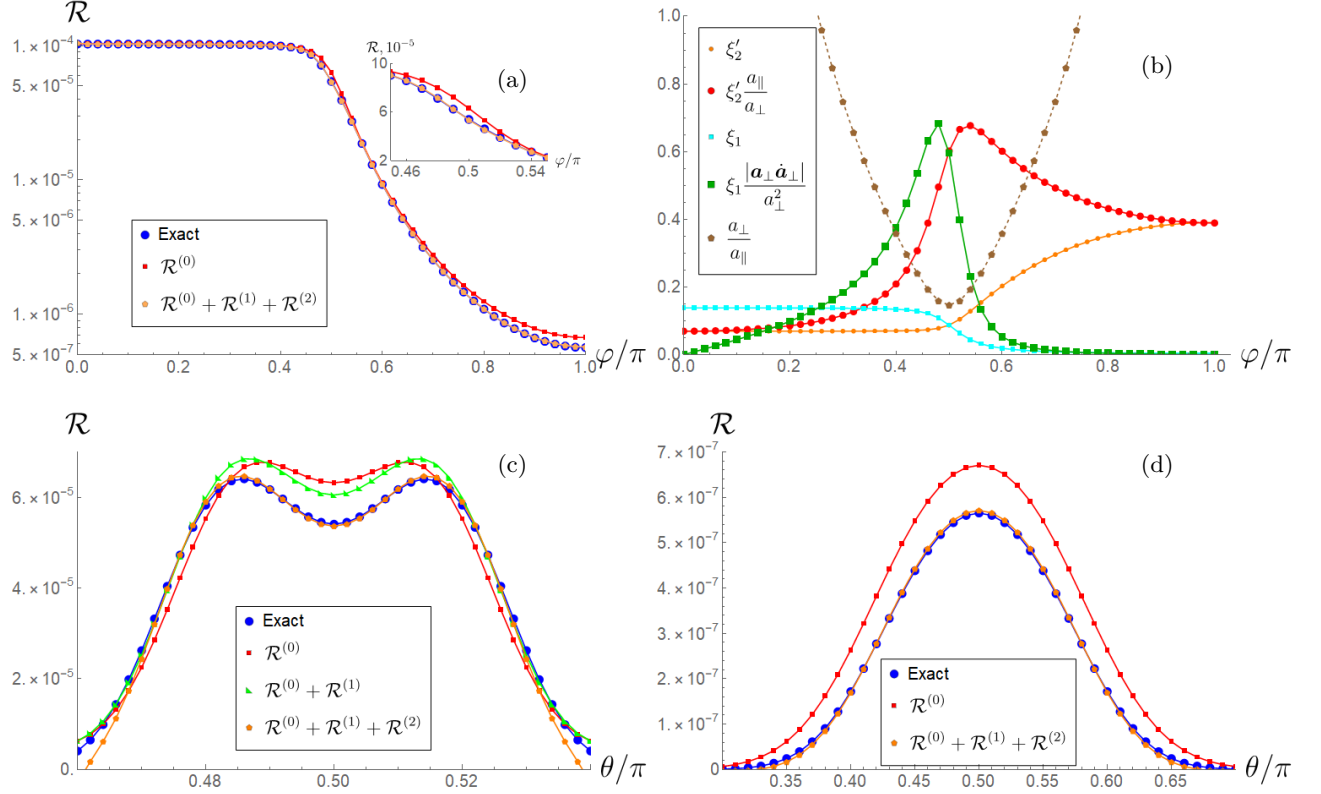 ℛ
1.×10⁻⁴
5.×10⁻⁵
1.×10⁻⁵
5.×10⁻⁶
1.×10⁻⁶
5.×10⁻⁷
0.0 0.2 0.4 0.6 0.8 1.0
φ/π
(a)
ℛ, 10⁻⁵
10
6
2
0.46 0.5 0.54
φ/π
Exact
ℛ⁽⁰⁾
ℛ⁽⁰⁾ + ℛ⁽¹⁾ + ℛ⁽²⁾
(b)
1.0
0.8
0.6
0.4
0.2
0.0
0.0 0.2 0.4 0.6 0.8 1.0
φ/π
ξ′₂
ξ′₂ a∥/a⊥
ξ₁
ξ₁ |a⊥ȧ⊥|/a⊥²
a⊥/a∥
ℛ
(c)
6.×10⁻⁵
4.×10⁻⁵
2.×10⁻⁵
0.
0.48 0.50 0.52
θ/π
Exact
ℛ⁽⁰⁾
ℛ⁽⁰⁾ + ℛ⁽¹⁾
ℛ⁽⁰⁾ + ℛ⁽¹⁾ + ℛ⁽²⁾
ℛ
(d)
7.×10⁻⁷
6.×10⁻⁷
5.×10⁻⁷
4.×10⁻⁷
3.×10⁻⁷
2.×10⁻⁷
1.×10⁻⁷
0.
0.35 0.40 0.45 0.50 0.55 0.60 0.65
θ/π
Exact
ℛ⁽⁰⁾
ℛ⁽⁰⁾ + ℛ⁽¹⁾ + ℛ⁽²⁾